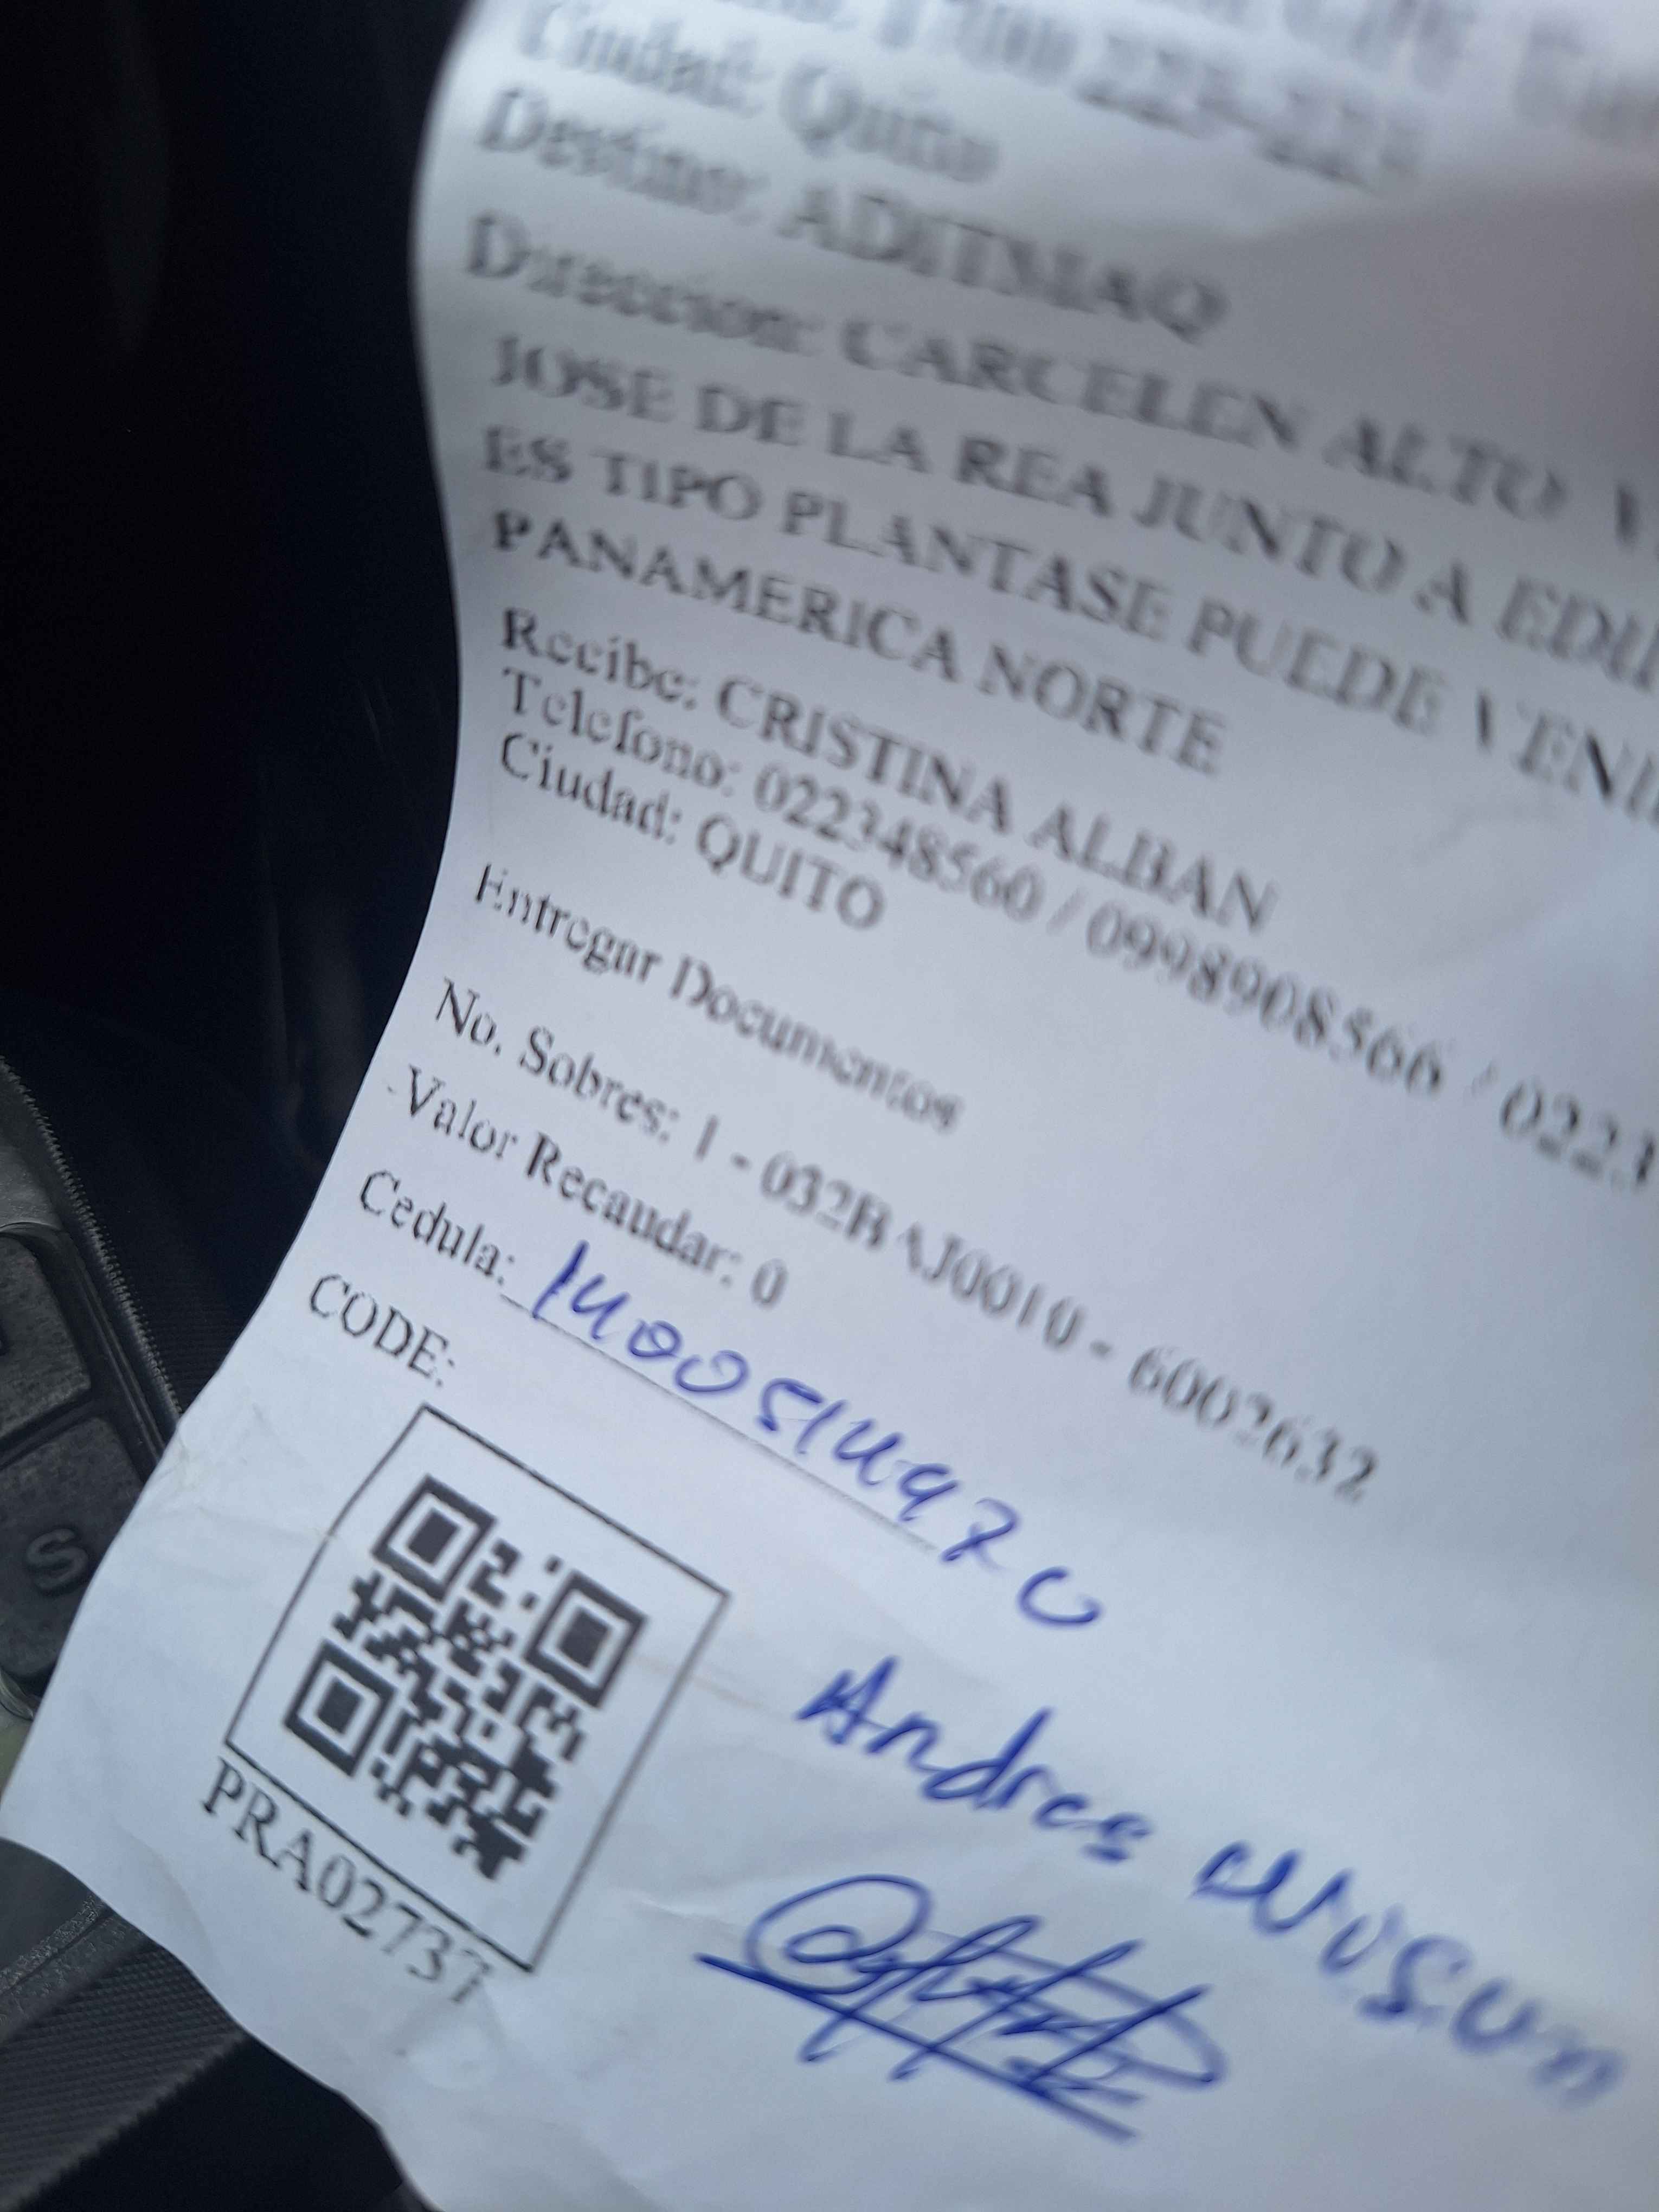 Ciudad: Quito
Destino: ADITMAQ
Direccion: CARCELEN ALTO
JOSE DE LA REA JUNTO A
ES TIPO PLANTASE PUEDE
PANAMERICA NORTE
Recibe: CRISTINA ALBAN
Telefono: 022348560 / 0998908566 / 0223
Ciudad: QUITO
Entregar Documentos
No. Sobres: 1 - 032BAJ0010 - 6002632
Valor Recaudar: 0
Cedula: 1400514970
CODE:
PRA02737
Andres
S